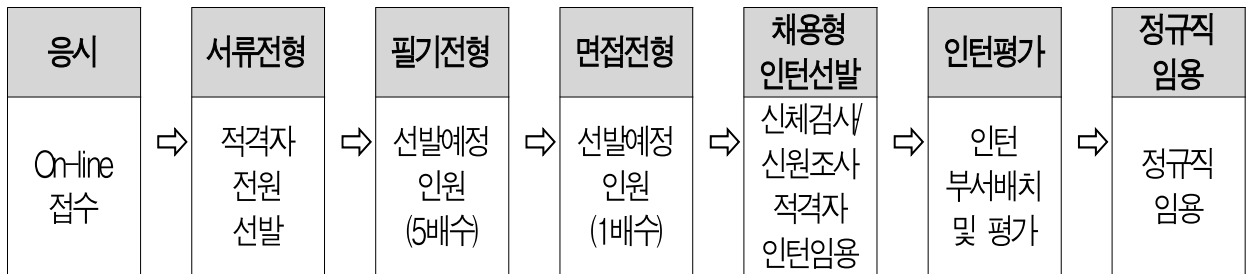 응시
On-line
접수
⇨
서류전형
적격자
전원
선발
⇨
필기전형
선발예정
인원
(5배수)
⇨
면접전형
선발예정
인원
(1배수)
⇨
채용형
인턴선발
신체검사/
신원조사
적격자
인턴임용
⇨
인턴평가
인턴
부서배치
및 평가
⇨
정규직
임용
정규직
임용